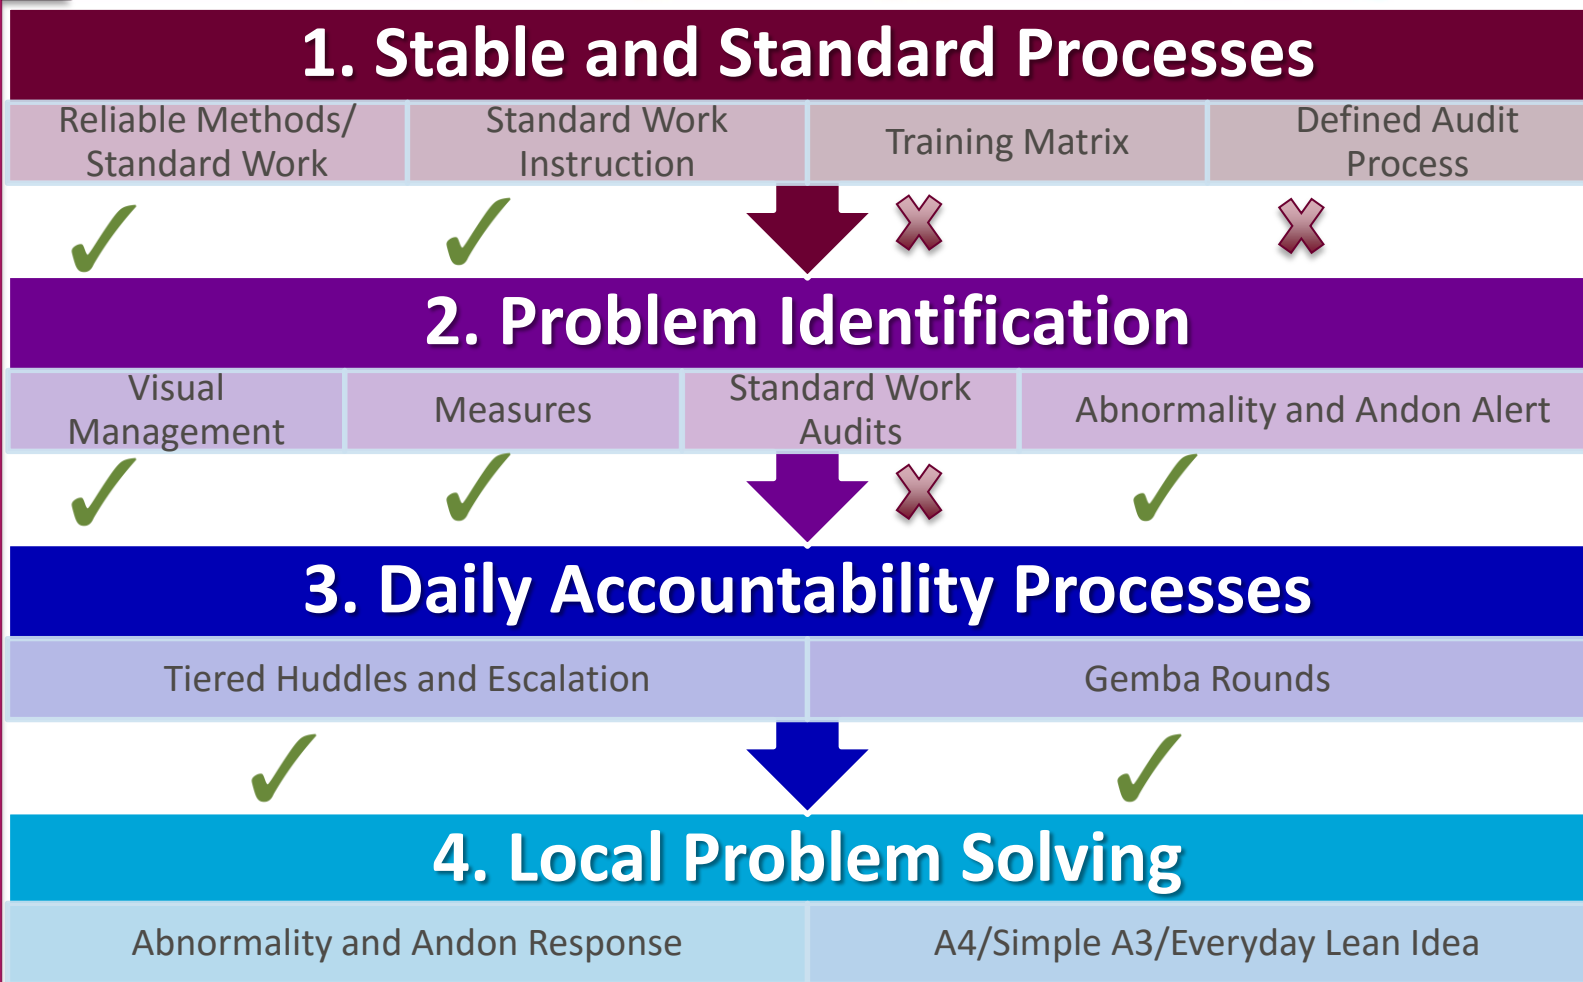 1. Stable and Standard Processes
Reliable Methods/
Standard Work
Standard Work
Instruction
Training Matrix
Defined Audit
Process
2. Problem Identification
Visual
Management
Measures
Standard Work
Audits
Abnormality and Andon Alert
3. Daily Accountability Processes
Tiered Huddles and Escalation
Gemba Rounds
4. Local Problem Solving
Abnormality and Andon Response
A4/Simple A3/Everyday Lean Idea